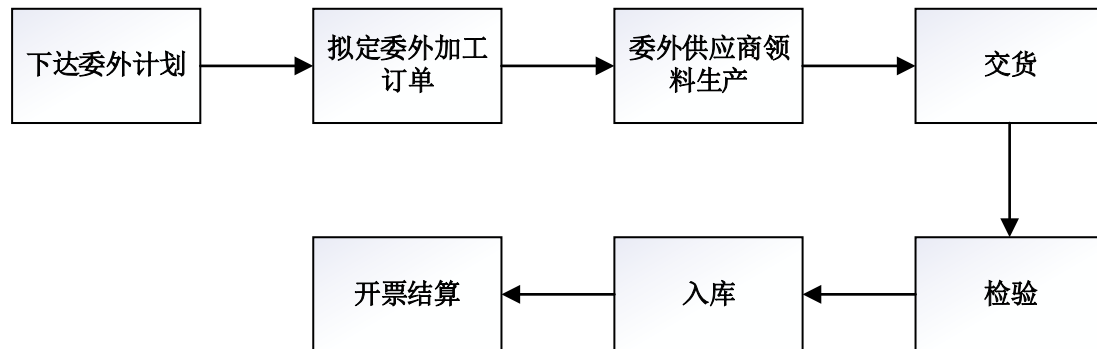 下达委外计划
拟定委外加工
订单
委外供应商领
料生产
交货
检验
入库
开票结算